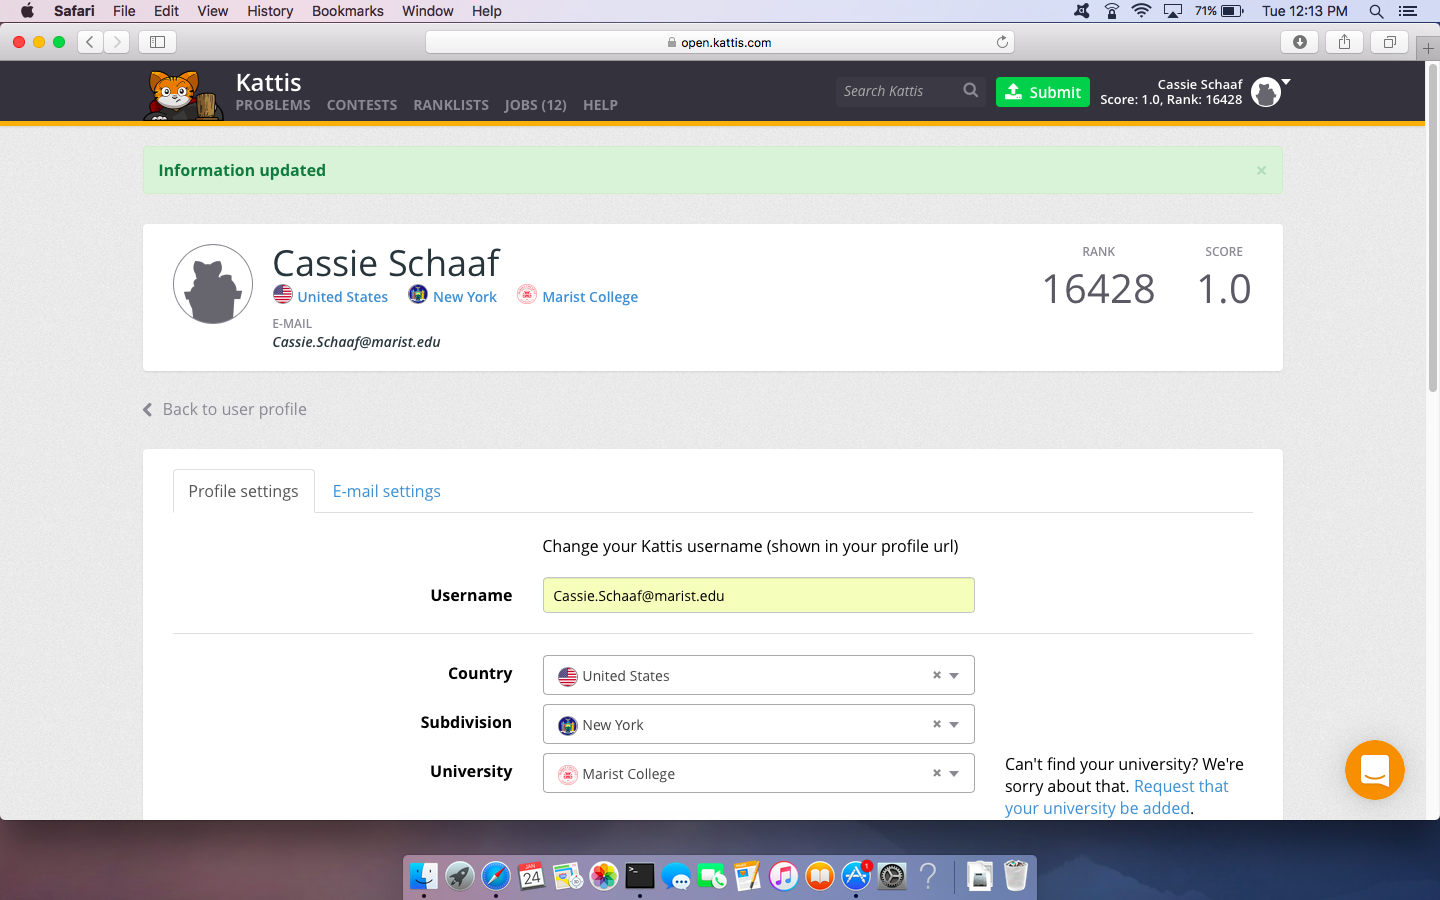 Safari File Edit View History Bookmarks Window Help 71% Tue 12:13 PM
open.kattis.com
Kattis
PROBLEMS CONTESTS RANKLISTS JOBS (12) HELP
Search Kattis
Submit
Cassie Schaaf
Score: 1.0, Rank: 16428
Information updated ×
Cassie Schaaf
United States New York Marist College
E-MAIL
Cassie.Schaaf@marist.edu
RANK SCORE
16428 1.0
Back to user profile
Profile settings E-mail settings
Change your Kattis username (shown in your profile url)
Username Cassie.Schaaf@marist.edu
Country United States ×
Subdivision New York ×
University Marist College ×
Can't find your university? We're
sorry about that. Request that
your university be added.
JAN
24
1